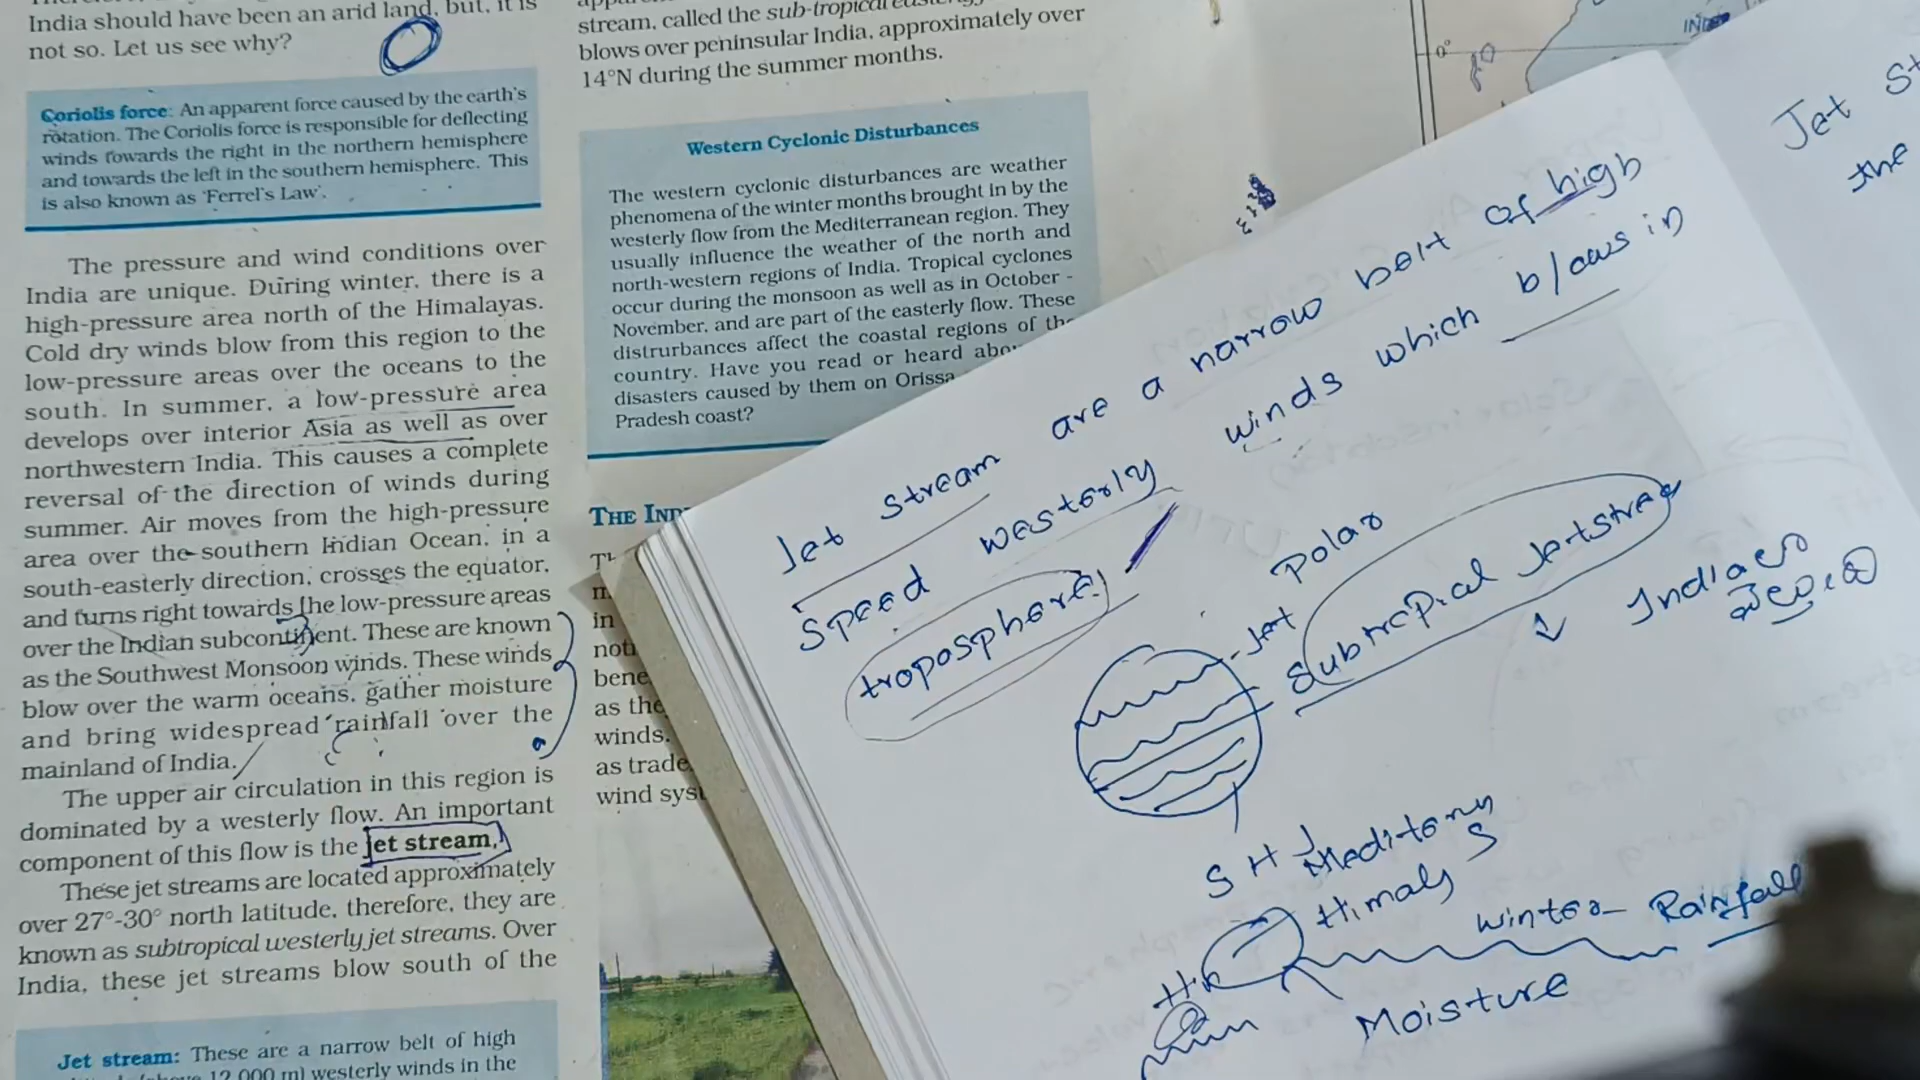 India should have been an arid land, but, it is
not so. Let us see why?
Coriolis force: An apparent force caused by the earth's
rotation. The Coriolis force is responsible for deflecting
winds towards the right in the northern hemisphere
and towards the left in the southern hemisphere. This
is also known as 'Ferrel's Law'.
The pressure and wind conditions over
India are unique. During winter, there is a
high-pressure area north of the Himalayas.
Cold dry winds blow from this region to the
low-pressure areas over the oceans to the
south. In summer, a low-pressure area
develops over interior Asia as well as over
northwestern India. This causes a complete
reversal of the direction of winds during
summer. Air moves from the high-pressure
area over the southern Indian Ocean, in a
south-easterly direction, crosses the equator,
and turns right towards the low-pressure areas
over the Indian subcontinent. These are known
as the Southwest Monsoon winds. These winds
blow over the warm oceans, gather moisture
and bring widespread rainfall over the
mainland of India.
The upper air circulation in this region is
dominated by a westerly flow. An important
component of this flow is the jet stream.
These jet streams are located approximately
over 27°-30° north latitude, therefore, they are
known as subtropical westerly jet streams. Over
India, these jet streams blow south of the
Jet stream: These are a narrow belt of high
12,000 m) westerly winds in the
stream, called the sub-tropical
blows over peninsular India, approximately over
14°N during the summer months.
Western Cyclonic Disturbances
The western cyclonic disturbances are weather
phenomena of the winter months brought in by the
westerly flow from the Mediterranean region. They
usually influence the weather of the north and
north-western regions of India. Tropical cyclones
occur during the monsoon as well as in October -
November, and are part of the easterly flow. These
distrurbances affect the coastal regions of the
country. Have you read or heard
disasters caused by them on Orissa
Pradesh coast?
THE
in
bene
as the
winds.
as trade
wind
0°
Jet stream are a narrow belt of high
speed westerly winds which blows in
troposphere
Polar
Jet
Subtropical Jetstrea
India
S H
Himals
Winter Rainfall
Moisture
Jet St
the